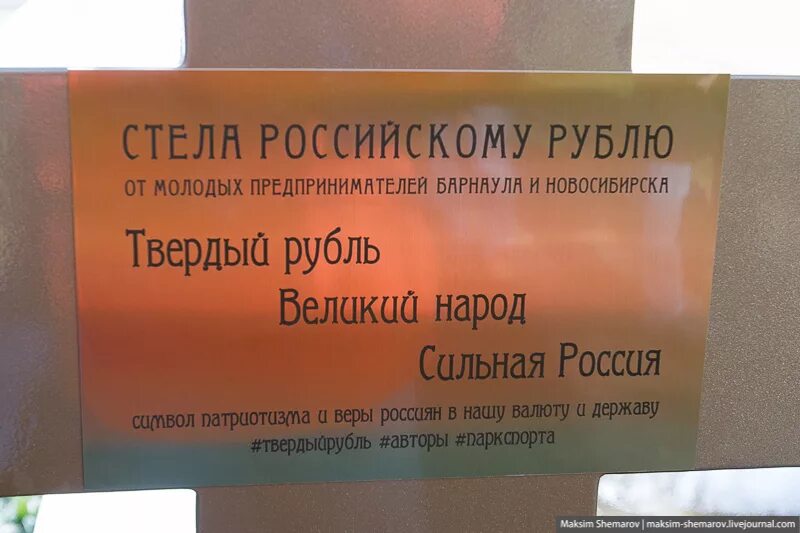 СТЕЛА РОССИЙСКОМУ РУБЛЮ
ОТ МОЛОДЫХ ПРЕДПРИНИМАТЕЛЕЙ БАРНАУЛА И НОВОСИБИРСКА
Твердый рубль
Великий народ
Сильная Россия
символ патриотизма и веры россиян в нашу валюту и державу
#твердыйрубль #авторы #паркспорта
Maksim Shemarov | maksim-shemarov.livejournal.com